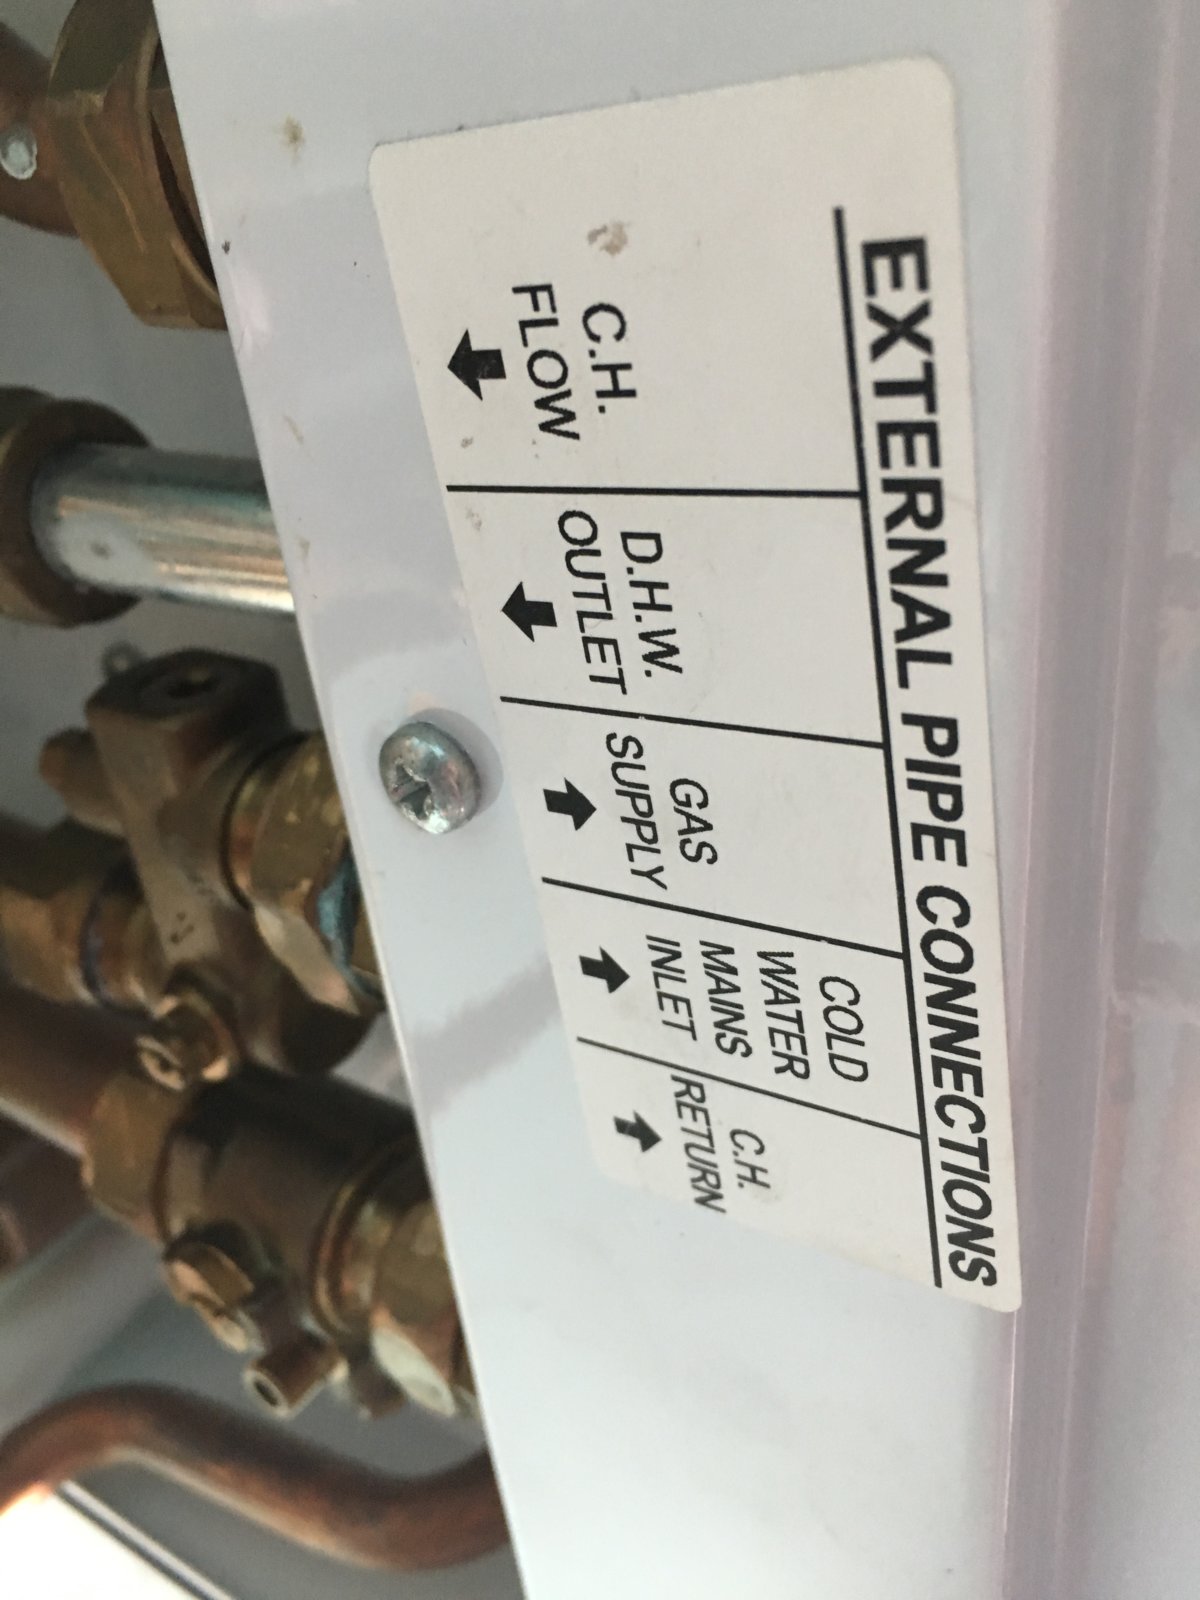 EXTERNAL PIPE CONNECTIONS
C.H.
FLOW
D.H.W.
OUTLET
GAS
SUPPLY
COLD
WATER
MAINS
INLET
C.H.
RETURN